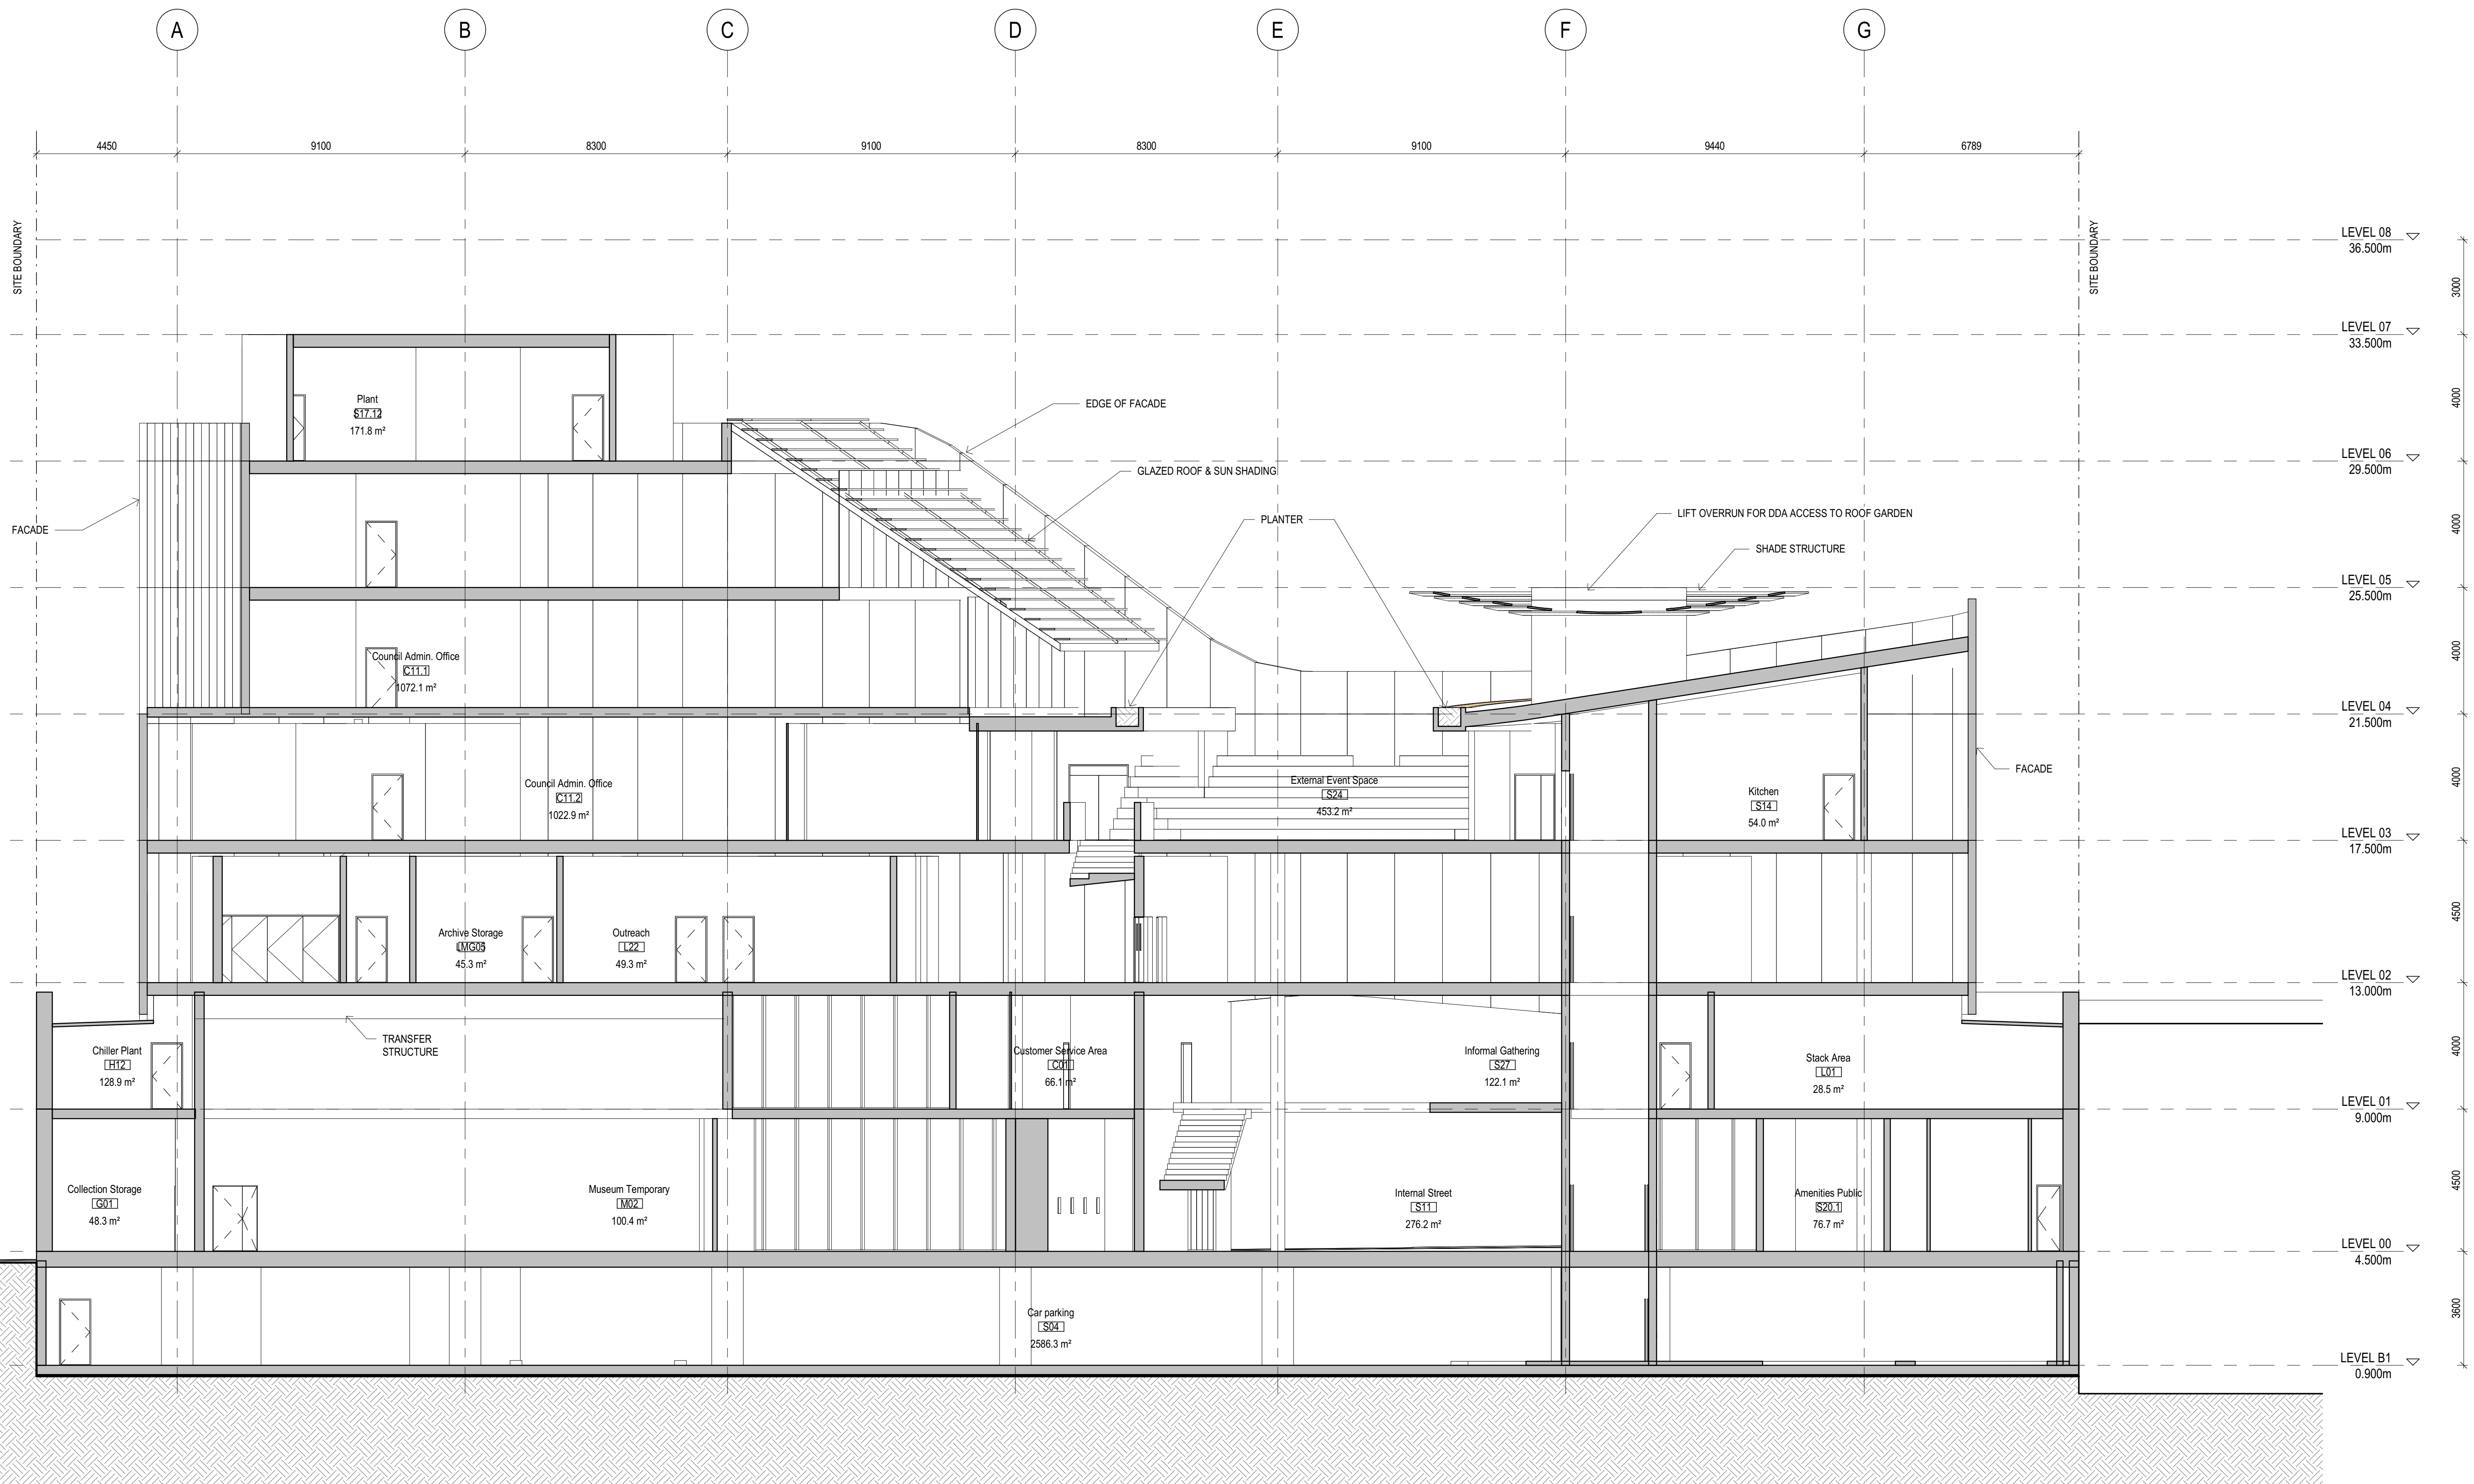 A B C D E F G
4450 9100 8300 9100 8300 9100 9440 6789
SITE BOUNDARY
SITE BOUNDARY
LEVEL 08
36.500m
3000
LEVEL 07
33.500m
4000
Plant
S17.12
171.8 m²
EDGE OF FACADE
LEVEL 06
29.500m
GLAZED ROOF & SUN SHADING
4000
FACADE
PLANTER
LIFT OVERRUN FOR DDA ACCESS TO ROOF GARDEN
SHADE STRUCTURE
LEVEL 05
25.500m
4000
Council Admin. Office
C11.1
1072.1 m²
LEVEL 04
21.500m
4000
FACADE
Council Admin. Office
C11.2
1022.9 m²
External Event Space
S24
453.2 m²
Kitchen
S14
54.0 m²
LEVEL 03
17.500m
4500
Archive Storage
LMG05
45.3 m²
Outreach
L22
49.3 m²
LEVEL 02
13.000m
4000
TRANSFER
STRUCTURE
Chiller Plant
H12
128.9 m²
Customer Service Area
C01
66.1 m²
Informal Gathering
S27
122.1 m²
Stack Area
L01
28.5 m²
LEVEL 01
9.000m
4500
Collection Storage
G01
48.3 m²
Museum Temporary
M02
100.4 m²
Internal Street
S11
276.2 m²
Amenities Public
S20.1
76.7 m²
LEVEL 00
4.500m
3600
Car parking
S04
2586.3 m²
LEVEL B1
0.900m